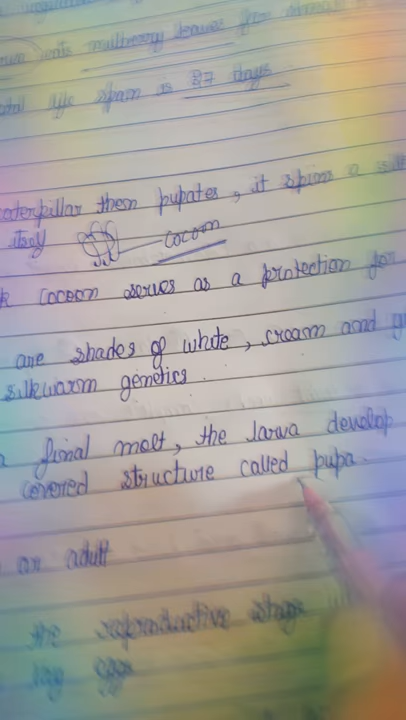 mulberry leaves
life span is 27 days
caterpillar then pupates, it spins a
itself
cocoon
cocoon serves as a protection for
are shades of white, cream and
silkwarm genetics.
final molt, the larva develop
covered structure called pupa.
an adult
the reproductive stage
lay eggs